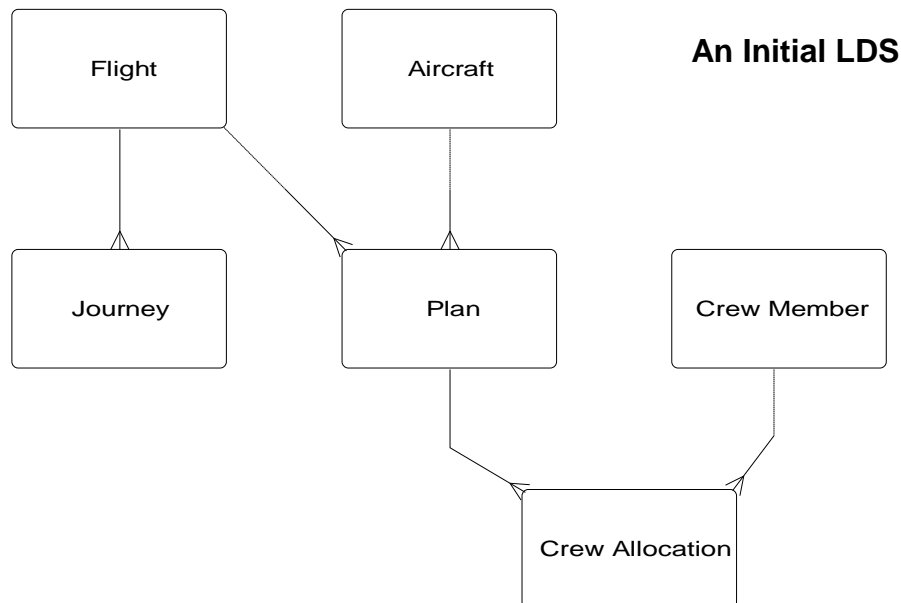 An Initial LDS
Flight
Aircraft
Journey
Plan
Crew Member
Crew Allocation